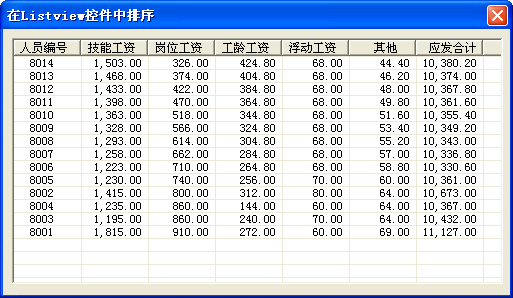 在Listview控件中排序
人员编号 技能工资 岗位工资 工龄工资 浮动工资 其他 应发合计
8014 1,503.00 326.00 424.80 68.00 44.40 10,380.20
8013 1,468.00 374.00 404.80 68.00 46.20 10,374.00
8012 1,433.00 422.00 384.80 68.00 48.00 10,367.80
8011 1,398.00 470.00 364.80 68.00 49.80 10,361.60
8010 1,363.00 518.00 344.80 68.00 51.60 10,355.40
8009 1,328.00 566.00 324.80 68.00 53.40 10,349.20
8008 1,293.00 614.00 304.80 68.00 55.20 10,343.00
8007 1,258.00 662.00 284.80 68.00 57.00 10,336.80
8006 1,223.00 710.00 264.80 68.00 58.80 10,330.60
8005 1,230.00 740.00 256.00 70.00 60.00 10,361.00
8002 1,415.00 800.00 312.00 80.00 64.00 10,673.00
8004 1,235.00 860.00 144.00 60.00 64.00 10,367.00
8003 1,195.00 860.00 240.00 70.00 64.00 10,432.00
8001 1,815.00 910.00 272.00 60.00 69.00 11,127.00